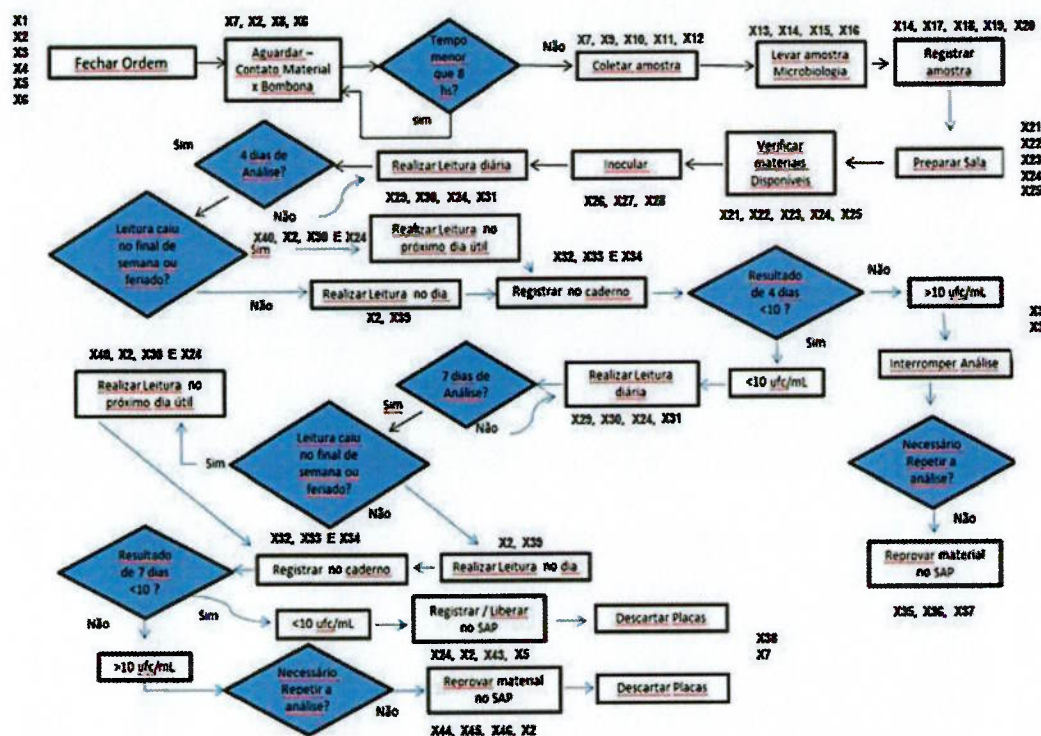 X1
X2
X3
X4
X5
X6
Fechar Ordem
X7, X2, X8, X6
Aguardar –
Contato Material
x Bombona
Tempo
menor
que 8
hs?
Não
sim
X7, X9, X10, X11, X12
Coletar amostra
X13, X14, X15, X16
Levar amostra
Microbiologia
X14, X17, X18, X19, X20
Registrar
amostra
X21
X22
X23
X24
X25
Preparar Sala
Verificar
materiais
Disponíveis
X21, X22, X23, X24, X25
Inocular
X26, X27, X28
Realizar Leitura diária
X29, X30, X24, X31
4 dias de
Análise?
Sim
Não
Leitura caiu
no final de
semana ou
feriado?
X40, X2, X30 E X24
Sim
Realizar Leitura no
próximo dia útil
Não
Realizar Leitura no dia
X2, X39
X32, X33 E X34
Registrar no caderno
Resultado
de 4 dias
<10 ?
Não
Sim
>10 ufc/mL
Interromper Análise
Necessário
Repetir a
análise?
Não
Reprovar material
no SAP
X35, X36, X37
<10 ufc/mL
Realizar Leitura
diária
X29, X30, X24, X31
7 dias de
Análise?
Sim
Não
X40, X2, X30 E X24
Realizar Leitura no
próximo dia útil
Leitura caiu
no final de
semana ou
feriado?
Sim
Não
X2, X39
Realizar Leitura no dia
X32, X33 E X34
Registrar no caderno
Resultado
de 7 dias
<10 ?
Não
Sim
<10 ufc/mL
Registrar / Liberar
no SAP
X24, X2, X43, X5
Descartar Placas
X38
X7
>10 ufc/mL
Necessário
Repetir a
análise?
Não
Reprovar material
no SAP
X44, X45, X46, X2
Descartar Placas